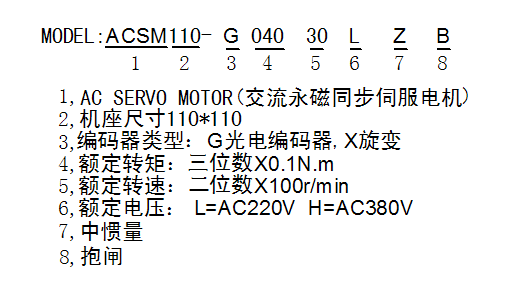 MODEL:ACSM110- G 040 30 L Z B
1 2 3 4 5 6 7 8
1,AC SERVO MOTOR(交流永磁同步伺服电机)
2,机座尺寸110*110
3,编码器类型：G光电编码器,X旋变
4,额定转矩：三位数X0.1N.m
5,额定转速：二位数X100r/min
6,额定电压： L=AC220V H=AC380V
7,中惯量
8,抱闸